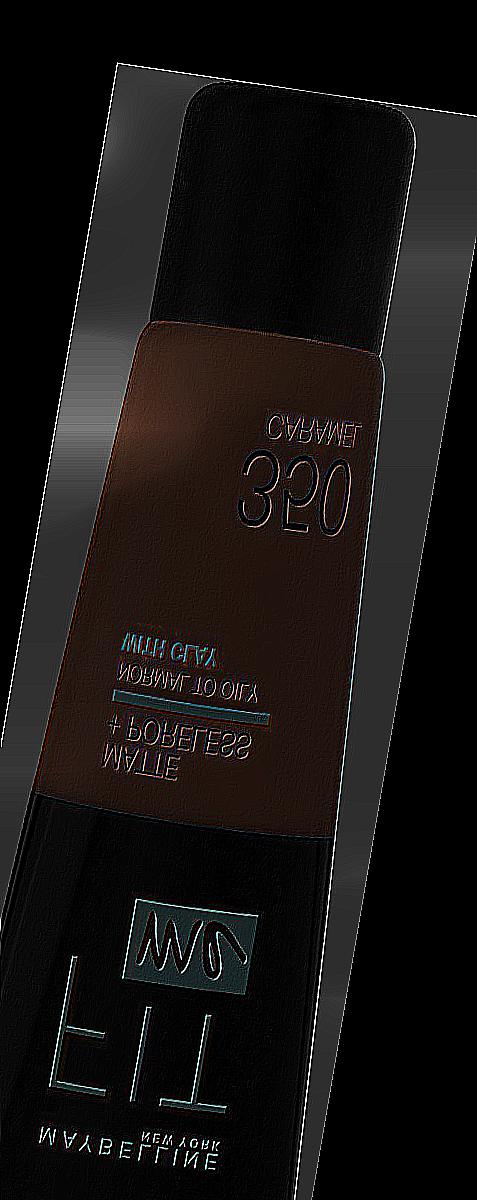 MAYBELLINE
NEW YORK
FIT
me
MATTE
+ PORELESS
NORMAL TO OILY
WITH CLAY
350
CARAMEL